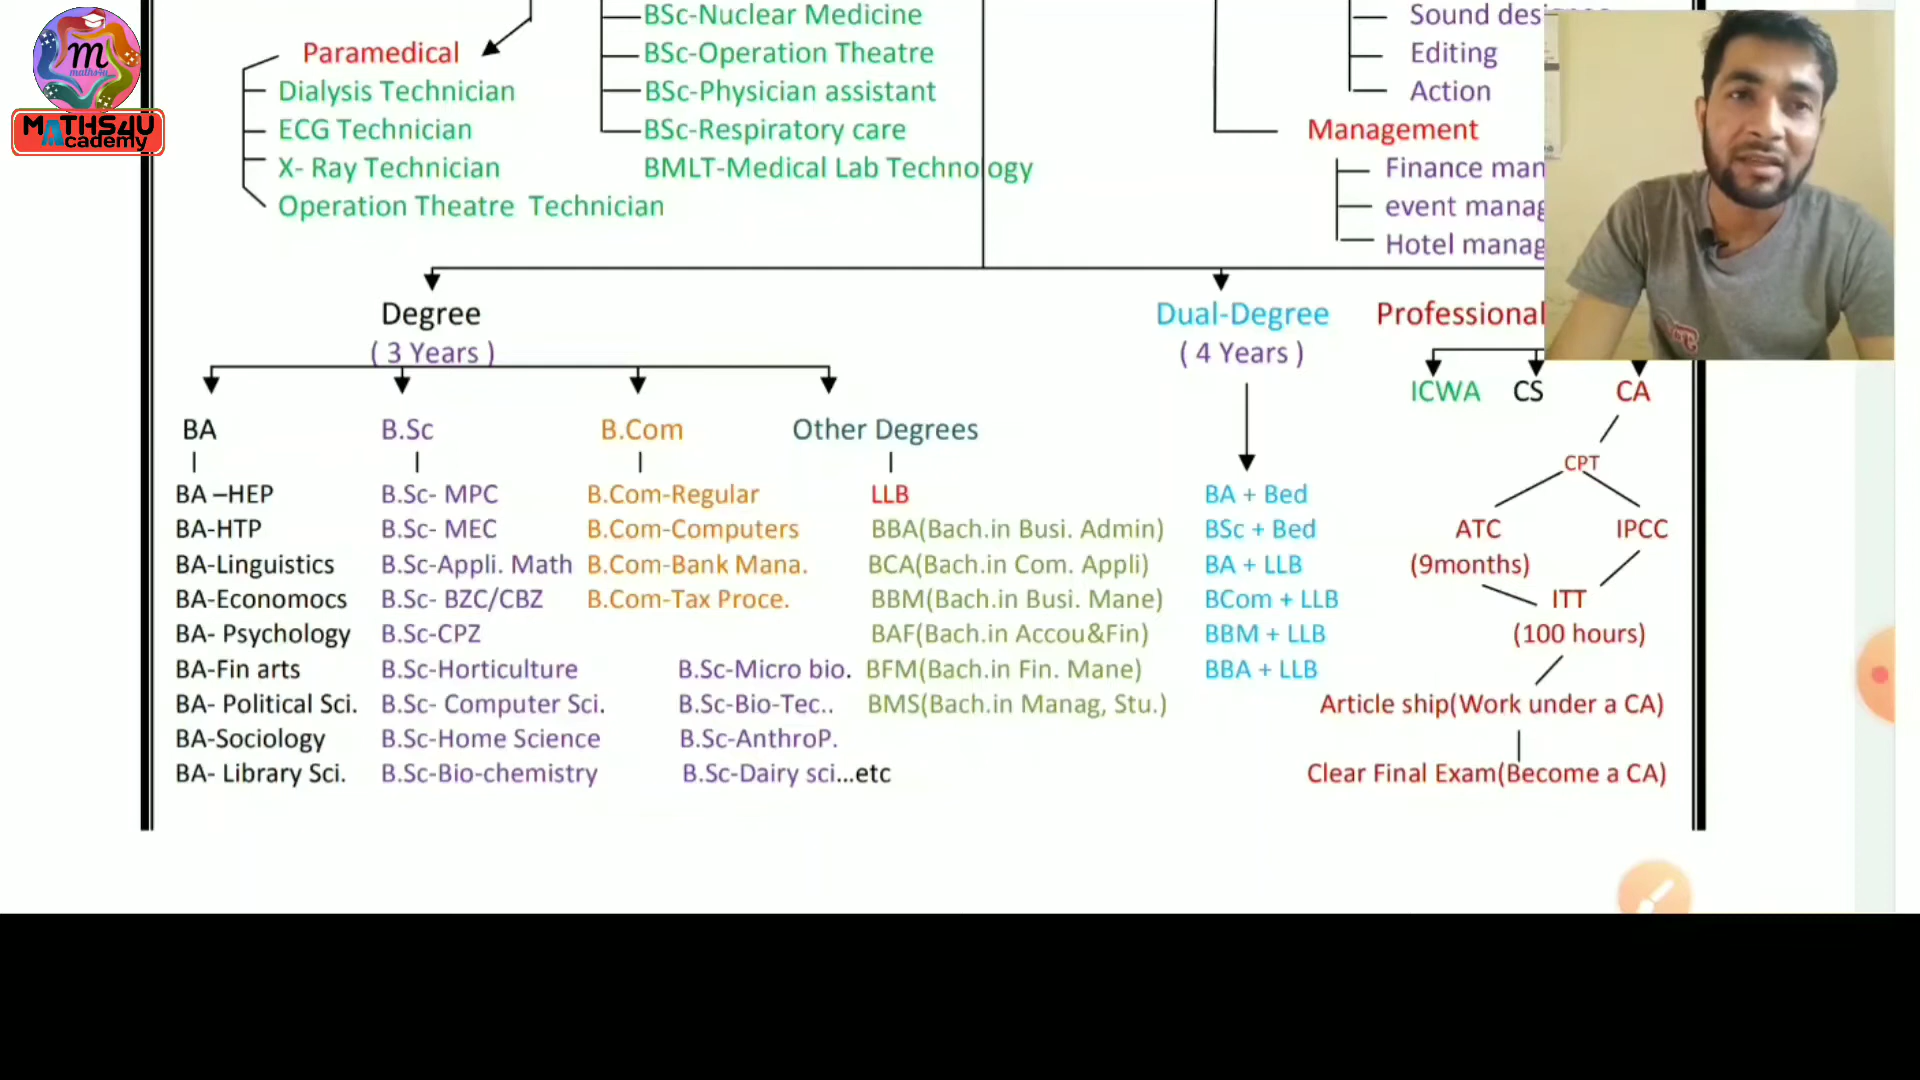 m
maths4u
MATHS4U
Academy
Paramedical
Dialysis Technician
ECG Technician
X- Ray Technician
Operation Theatre Technician
BSc-Nuclear Medicine
BSc-Operation Theatre
BSc-Physician assistant
BSc-Respiratory care
BMLT-Medical Lab Technology
Sound
Editing
Action
Management
Finance
event
Hotel
Degree
( 3 Years )
Dual-Degree
( 4 Years )
Professional
BA
B.Sc
B.Com
Other Degrees
BA –HEP
BA-HTP
BA-Linguistics
BA-Economocs
BA- Psychology
BA-Fin arts
BA- Political Sci.
BA-Sociology
BA- Library Sci.
B.Sc- MPC
B.Sc- MEC
B.Sc-Appli. Math
B.Sc- BZC/CBZ
B.Sc-CPZ
B.Sc-Horticulture
B.Sc- Computer Sci.
B.Sc-Home Science
B.Sc-Bio-chemistry
B.Com-Regular
B.Com-Computers
B.Com-Bank Mana.
B.Com-Tax Proce.
B.Sc-Micro bio.
B.Sc-Bio-Tec..
B.Sc-AnthroP.
B.Sc-Dairy sci...etc
LLB
BBA(Bach.in Busi. Admin)
BCA(Bach.in Com. Appli)
BBM(Bach.in Busi. Mane)
BAF(Bach.in Accou&Fin)
BFM(Bach.in Fin. Mane)
BMS(Bach.in Manag, Stu.)
BA + Bed
BSc + Bed
BA + LLB
BCom + LLB
BBM + LLB
BBA + LLB
ICWA
CS
CA
CPT
ATC
IPCC
(9months)
ITT
(100 hours)
Article ship(Work under a CA)
Clear Final Exam(Become a CA)